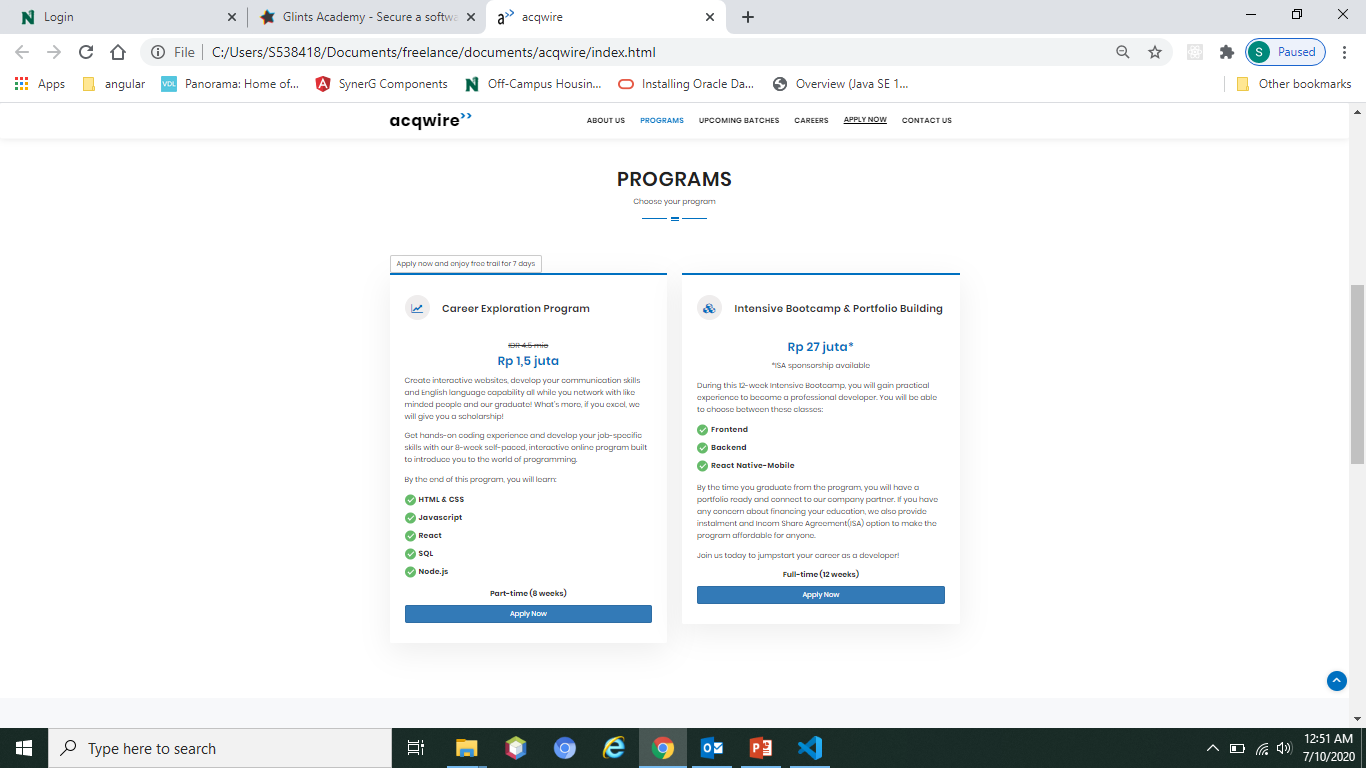 Login
Glints Academy - Secure a softwa
acqwire
File
C:/Users/S538418/Documents/freelance/documents/acqwire/index.html
S
Paused
Apps
angular
VDL
Panorama: Home of...
SynerG Components
Off-Campus Housin...
Installing Oracle Da...
Overview (Java SE 1...
Other bookmarks
acqwire>>
ABOUT US
PROGRAMS
UPCOMING BATCHES
CAREERS
APPLY NOW
CONTACT US
PROGRAMS
Choose your program
Apply now and enjoy free trail for 7 days
Career Exploration Program
IDR 4.5 mio
Rp 1,5 juta
Create interactive websites, develop your communication skills
and English language capability all while you network with like
minded people and our graduate! What's more, if you excel, we
will give you a scholarship!
Get hands-on coding experience and develop your job-specific
skills with our 8-week self-paced, interactive online program built
to introduce you to the world of programming.
By the end of this program, you will learn:
HTML & CSS
Javascript
React
SQL
Node.js
Part-time (8 weeks)
Apply Now
Intensive Bootcamp & Portfolio Building
Rp 27 juta*
*ISA sponsorship available
During this 12-week Intensive Bootcamp, you will gain practical
experience to become a professional developer. You will be able
to choose between these classes:
Frontend
Backend
React Native-Mobile
By the time you graduate from the program, you will have a
portfolio ready and connect to our company partner. If you have
any concern about financing your education, we also provide
instalment and Incom Share Agreement(ISA) option to make the
program affordable for anyone.
Join us today to jumpstart your career as a developer!
Full-time (12 weeks)
Apply Now
Type here to search
12:51 AM
7/10/2020